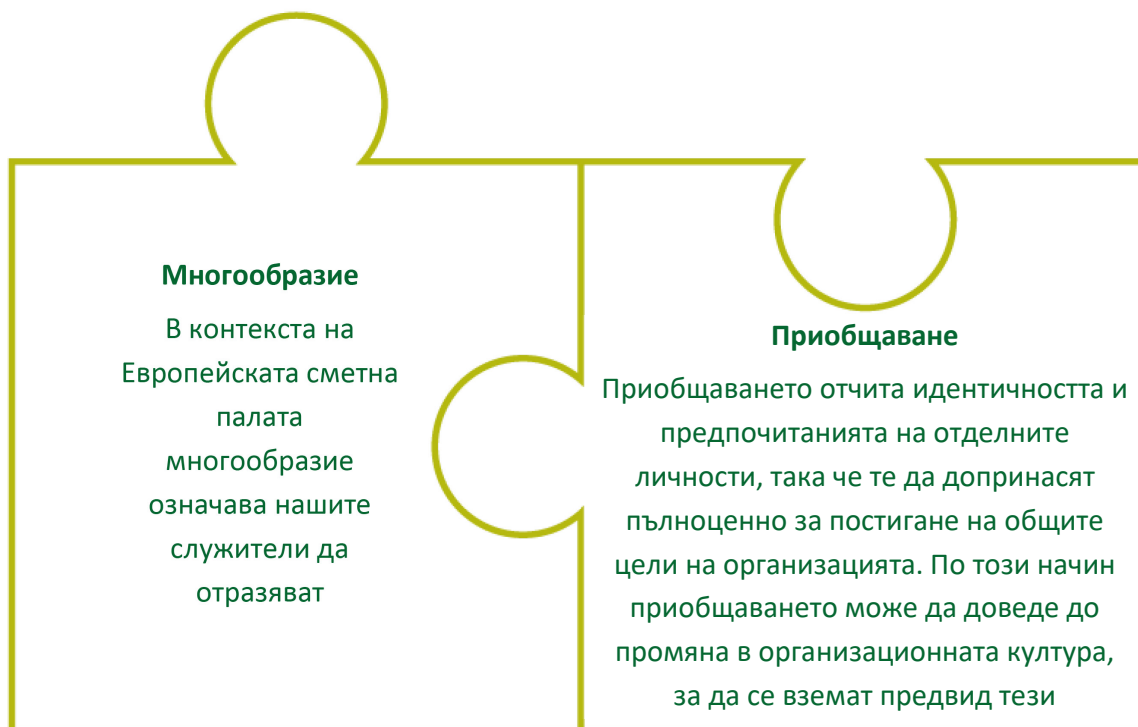 Многообразие
В контекста на
Европейската сметна
палата
многообразие
означава нашите
служители да
отразяват
Приобщаване
Приобщаването отчита идентичността и
предпочитанията на отделните
личности, така че те да допринасят
пълноценно за постигане на общите
цели на организацията. По този начин
приобщаването може да доведе до
промяна в организационната култура,
за да се вземат предвид тези